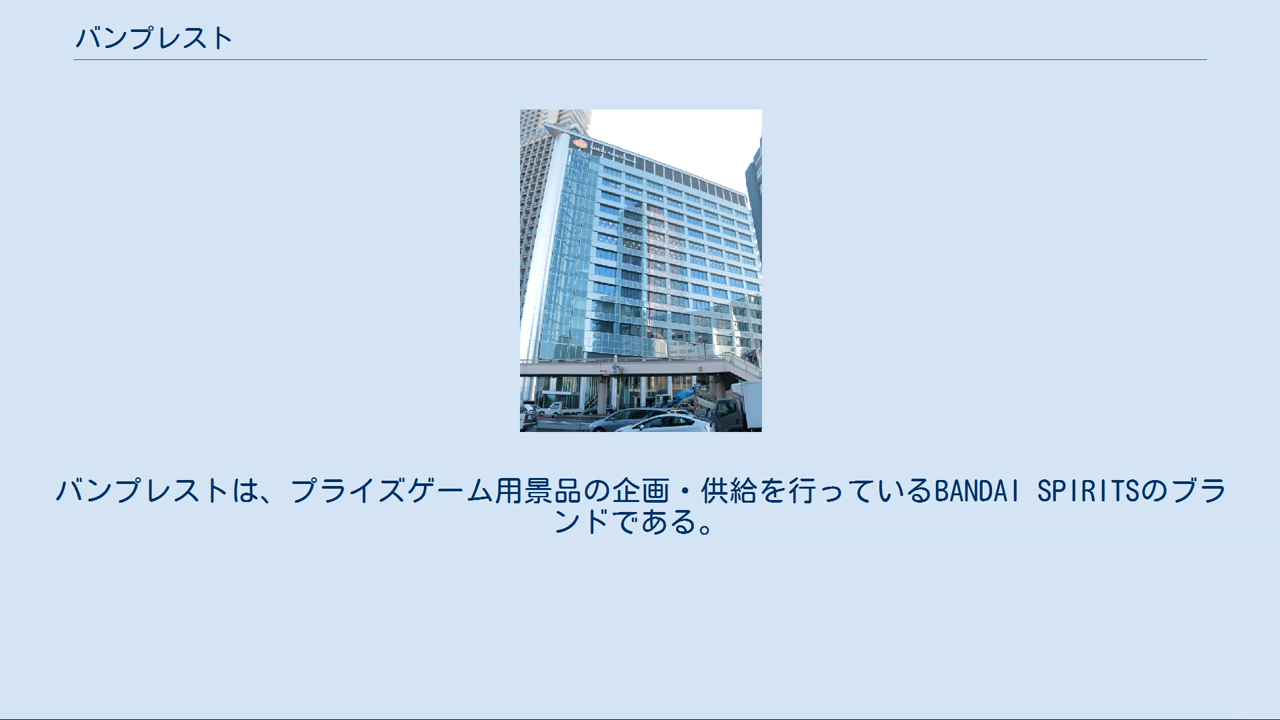 バンプレスト
バンプレストは、プライズゲーム用景品の企画・供給を行っているBANDAI SPIRITSのブラ
ンドである。